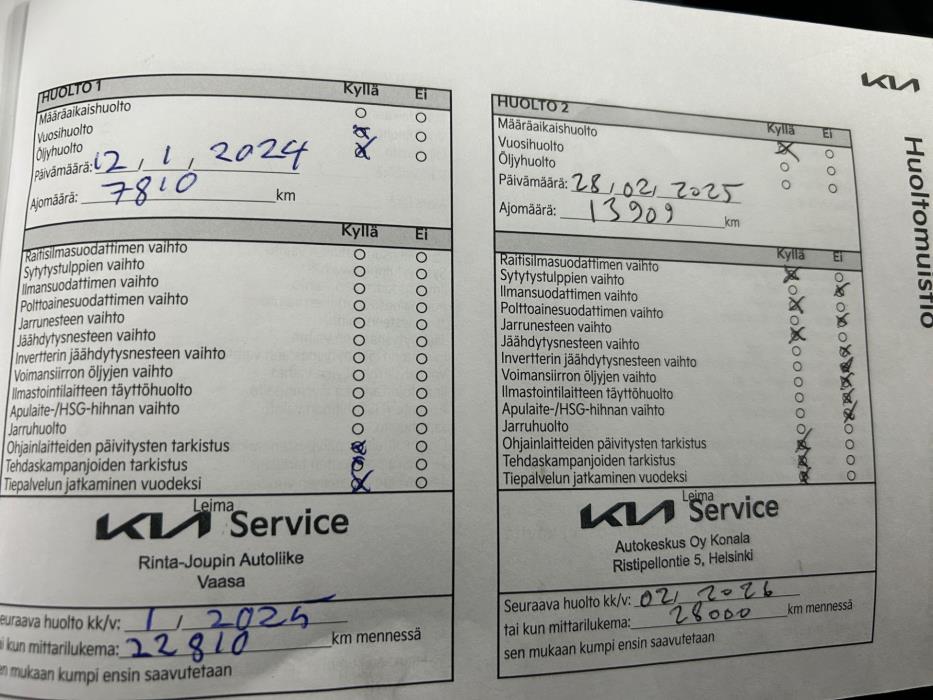 KIA
Huoltomuistio
HUOLTO 1
Kyllä Ei
Määräaikaishuolto
Vuosihuolto
Öljyhuolto
Päivämäärä: 12, 1, 2024
Ajomäärä: 7810 km
Kyllä Ei
Raitisilmasuodattimen vaihto
Sytytystulppien vaihto
Ilmansuodattimen vaihto
Polttoainesuodattimen vaihto
Jarrunesteen vaihto
Jäähdytysnesteen vaihto
Invertterin jäähdytysnesteen vaihto
Voimansiirron öljyjen vaihto
Ilmastointilaitteen täyttöhuolto
Apulaite-/HSG-hihnan vaihto
Jarruhuolto
Ohjainlaitteiden päivitysten tarkistus
Tehdaskampanjoiden tarkistus
Tiepalvelun jatkaminen vuodeksi
Leima
KIA Service
Rinta-Joupin Autoliike
Vaasa
euraava huolto kk/v: 1, 2025
i kun mittarilukema: 22810 km mennessä
n mukaan kumpi ensin saavutetaan
HUOLTO 2
Kyllä Ei
Määräaikaishuolto
Vuosihuolto
Öljyhuolto
Päivämäärä: 28, 02, 2025
Ajomäärä: 13909 km
Kyllä Ei
Raitisilmasuodattimen vaihto
Sytytystulppien vaihto
Ilmansuodattimen vaihto
Polttoainesuodattimen vaihto
Jarrunesteen vaihto
Jäähdytysnesteen vaihto
Invertterin jäähdytysnesteen vaihto
Voimansiirron öljyjen vaihto
Ilmastointilaitteen täyttöhuolto
Apulaite-/HSG-hihnan vaihto
Jarruhuolto
Ohjainlaitteiden päivitysten tarkistus
Tehdaskampanjoiden tarkistus
Tiepalvelun jatkaminen vuodeksi
Leima
KIA Service
Autokeskus Oy Konala
Ristipellontie 5, Helsinki
Seuraava huolto kk/v: 02, 2026
tai kun mittarilukema: 28000 km mennessä
sen mukaan kumpi ensin saavutetaan